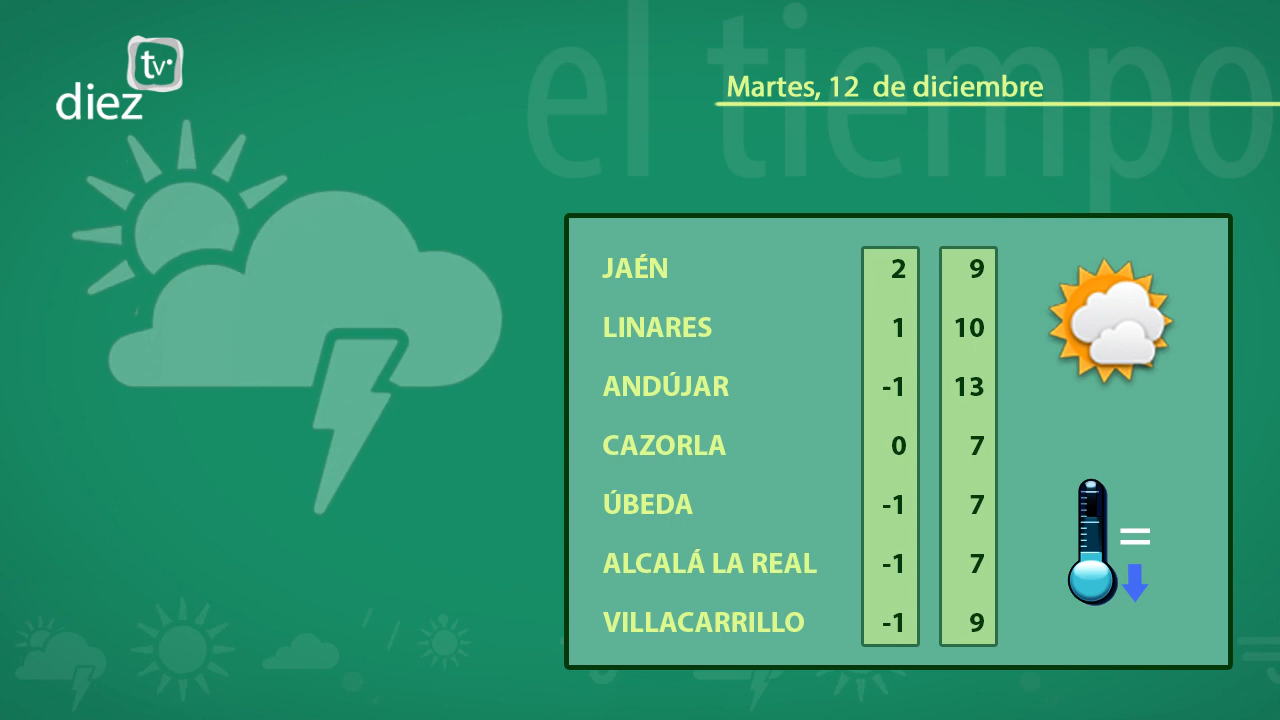 tv
diez
el tiempo
Martes, 12 de diciembre
JAÉN 2 9
LINARES 1 10
ANDÚJAR -1 13
CAZORLA 0 7
ÚBEDA -1 7
ALCALÁ LA REAL -1 7
VILLACARRILLO -1 9
=